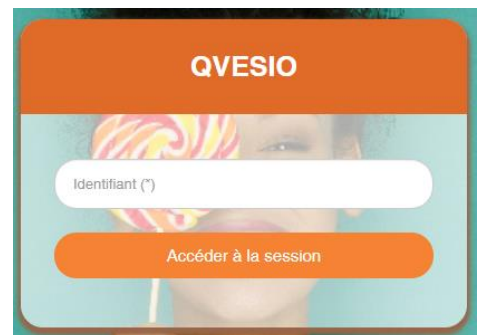 QVESIO
Identifiant (*)
Accéder à la session